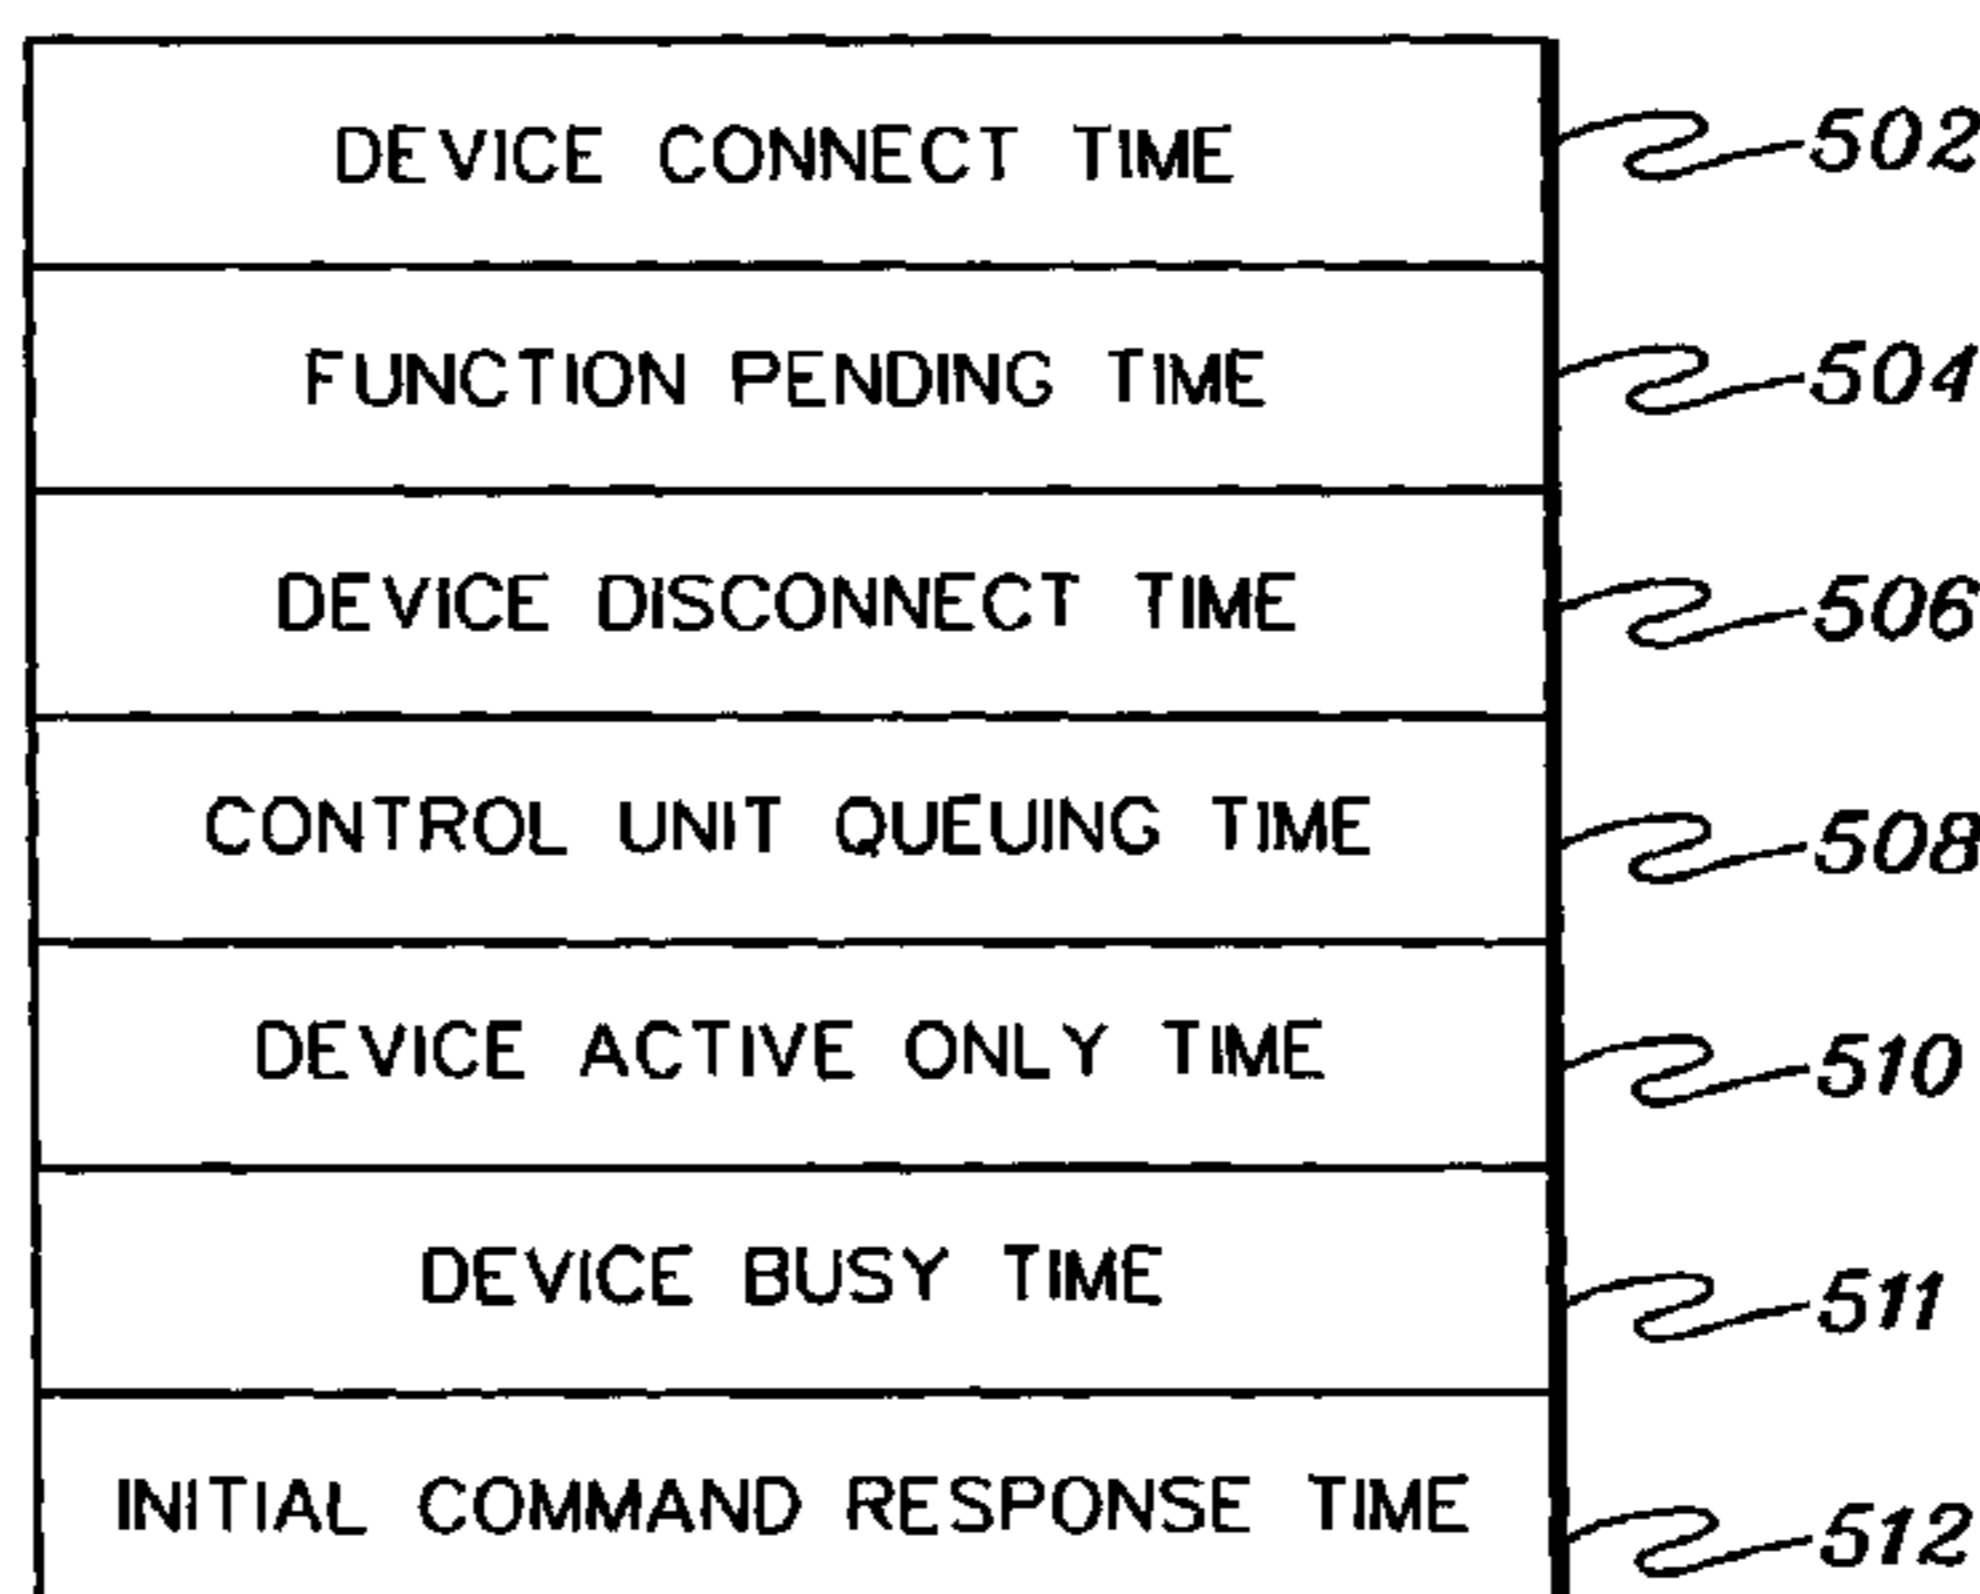 DEVICE CONNECT TIME 502
FUNCTION PENDING TIME 504
DEVICE DISCONNECT TIME 506
CONTROL UNIT QUEUING TIME 508
DEVICE ACTIVE ONLY TIME 510
DEVICE BUSY TIME 511
INITIAL COMMAND RESPONSE TIME 512